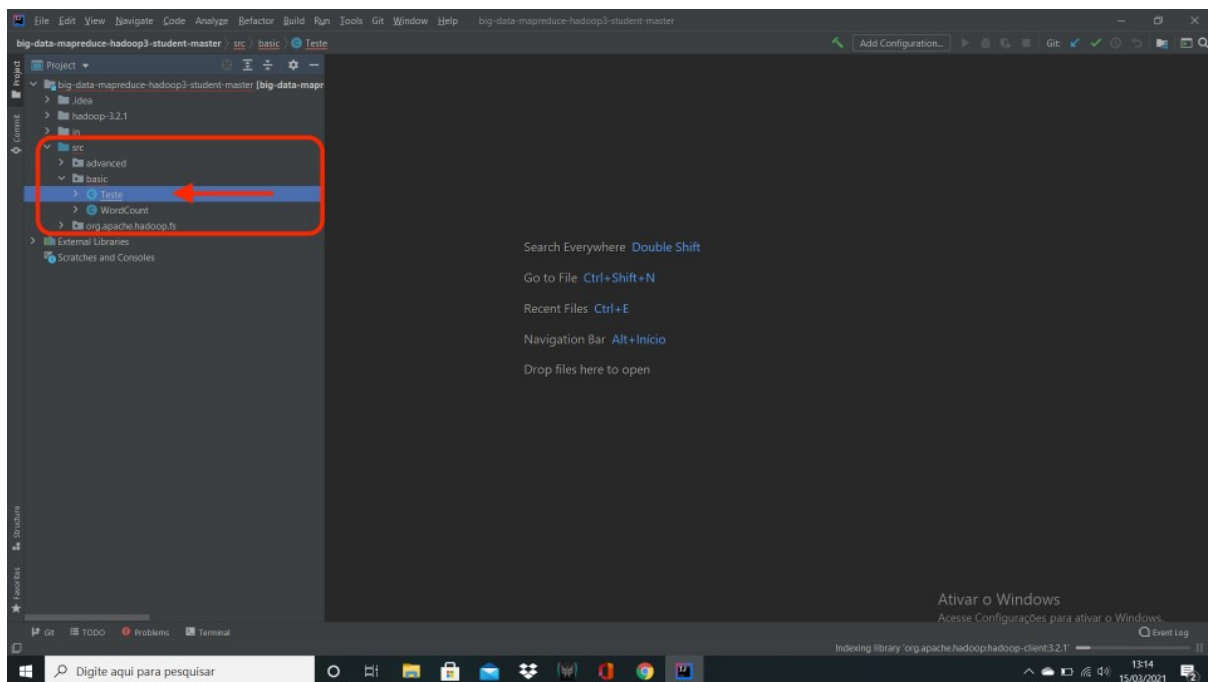 File Edit View Navigate Code Analyze Refactor Build Run Tools Git Window Help big-data-mapreduce-hadoop3-student-master
big-data-mapreduce-hadoop3-student-master src basic Teste
Add Configuration... Git:
Project
Project
big-data-mapreduce-hadoop3-student-master [big-data-mapr
.idea
hadoop-3.2.1
in
Commit
src
advanced
basic
Teste
WordCount
org.apache.hadoop.fs
External Libraries
Scratches and Consoles
Search Everywhere Double Shift
Go to File Ctrl+Shift+N
Recent Files Ctrl+E
Navigation Bar Alt+Início
Drop files here to open
Structure
Favorites
Ativar o Windows
Acesse Configurações para ativar o Windows.
Git TODO Problems Terminal
Event Log
Indexing library 'org.apache.hadoop:hadoop-client:3.2.1'
Digite aqui para pesquisar
13:14
15/03/2021
2